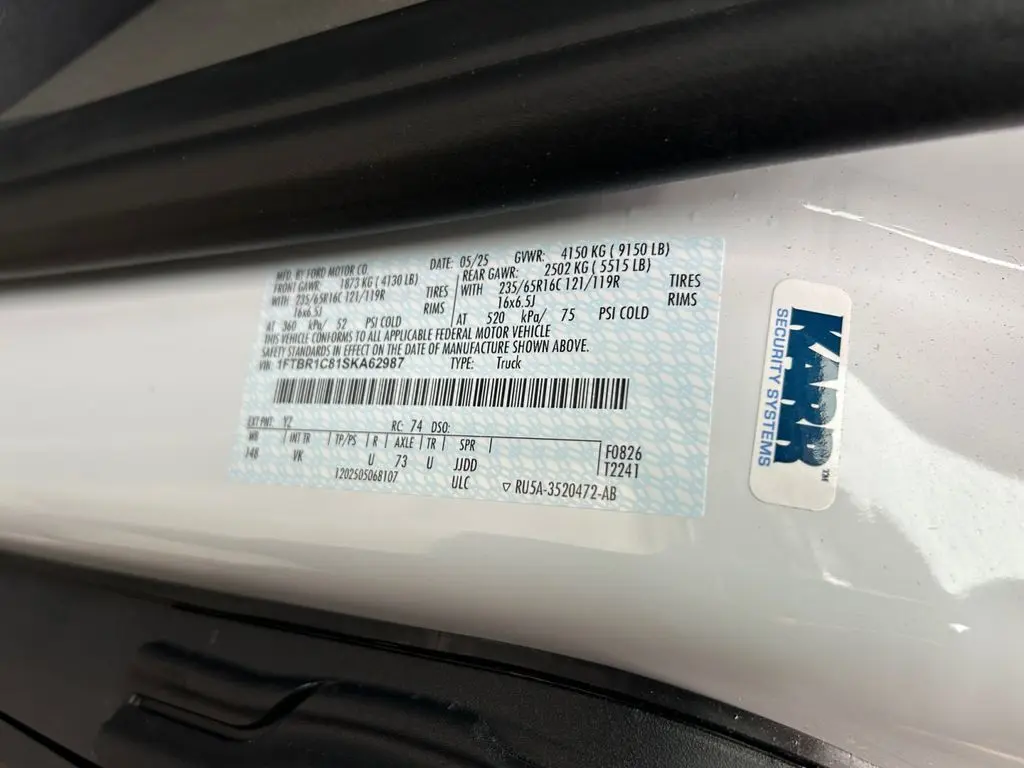 MFD. BY FORD MOTOR CO. DATE: 05/25 GVWR: 4150 KG ( 9150 LB)
FRONT GAWR: 1873 KG ( 4130 LB) REAR GAWR: 2502 KG ( 5515 LB)
WITH 235/65R16C 121/119R TIRES WITH 235/65R16C 121/119R TIRES
16x6.5J RIMS 16x6.5J RIMS
AT 360 kPa/ 52 PSI COLD AT 520 kPa/ 75 PSI COLD
THIS VEHICLE CONFORMS TO ALL APPLICABLE FEDERAL MOTOR VEHICLE
SAFETY STANDARDS IN EFFECT ON THE DATE OF MANUFACTURE SHOWN ABOVE.
VIN: 1FTBR1C81SKA62987 TYPE: Truck
EXT PNT: YZ RC: 74 DSO:
WB INT TR TP/PS R AXLE TR SPR F0826
148 VK U 73 U JJDD T2241
1202505068107 ULC ▽ RU5A-3520472-AB
KARR
SECURITY SYSTEMS